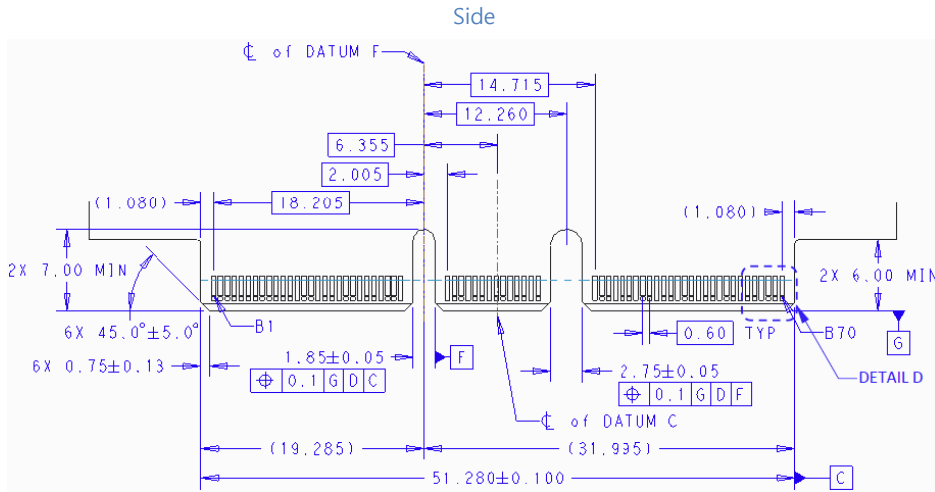 Side
℄ of DATUM F
14.715
12.260
6.355
2.005
(1.080)
18.205
(1.080)
2X 7.00 MIN
2X 6.00 MIN
6X 45.0°±5.0°
B1
0.60
TYP
B70
G
6X 0.75±0.13
1.85±0.05
F
⌖ 0.1 G D C
2.75±0.05
⌖ 0.1 G D F
DETAIL D
℄ of DATUM C
(19.285)
(31.995)
51.280±0.100
C